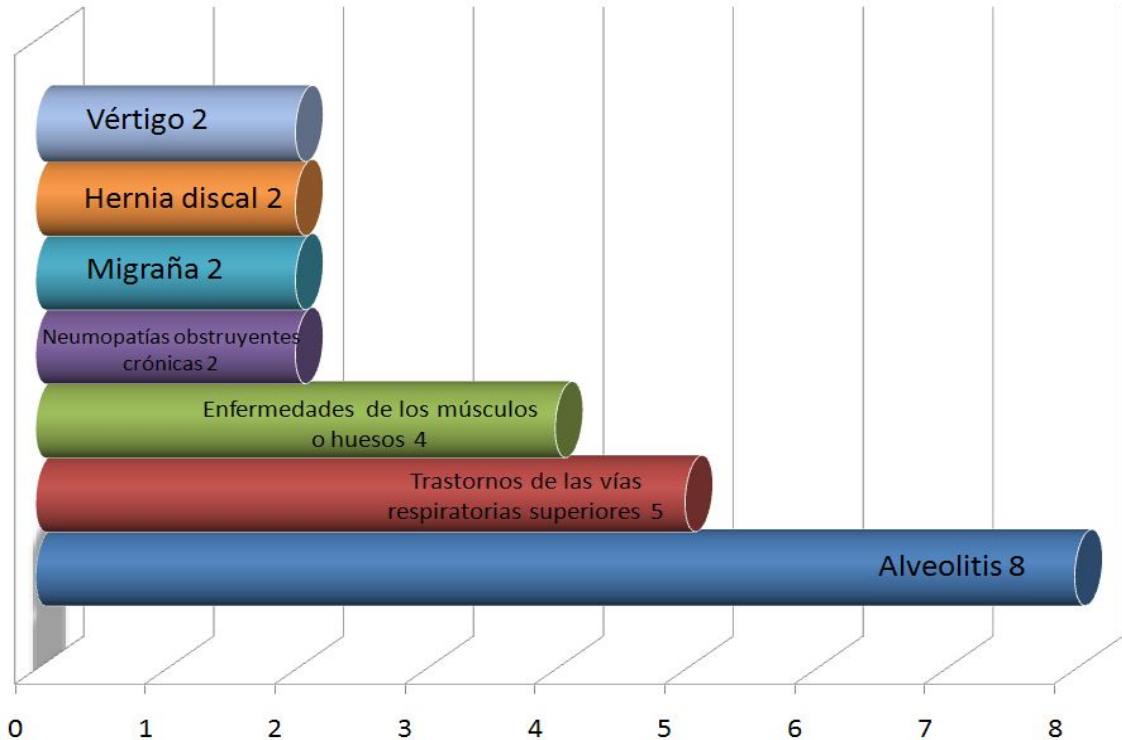 Vértigo 2
Hernia discal 2
Migraña 2
Neumopatías obstruyentes
crónicas 2
Enfermedades de los músculos
o huesos 4
Trastornos de las vías
respiratorias superiores 5
Alveolitis 8
0 1 2 3 4 5 6 7 8